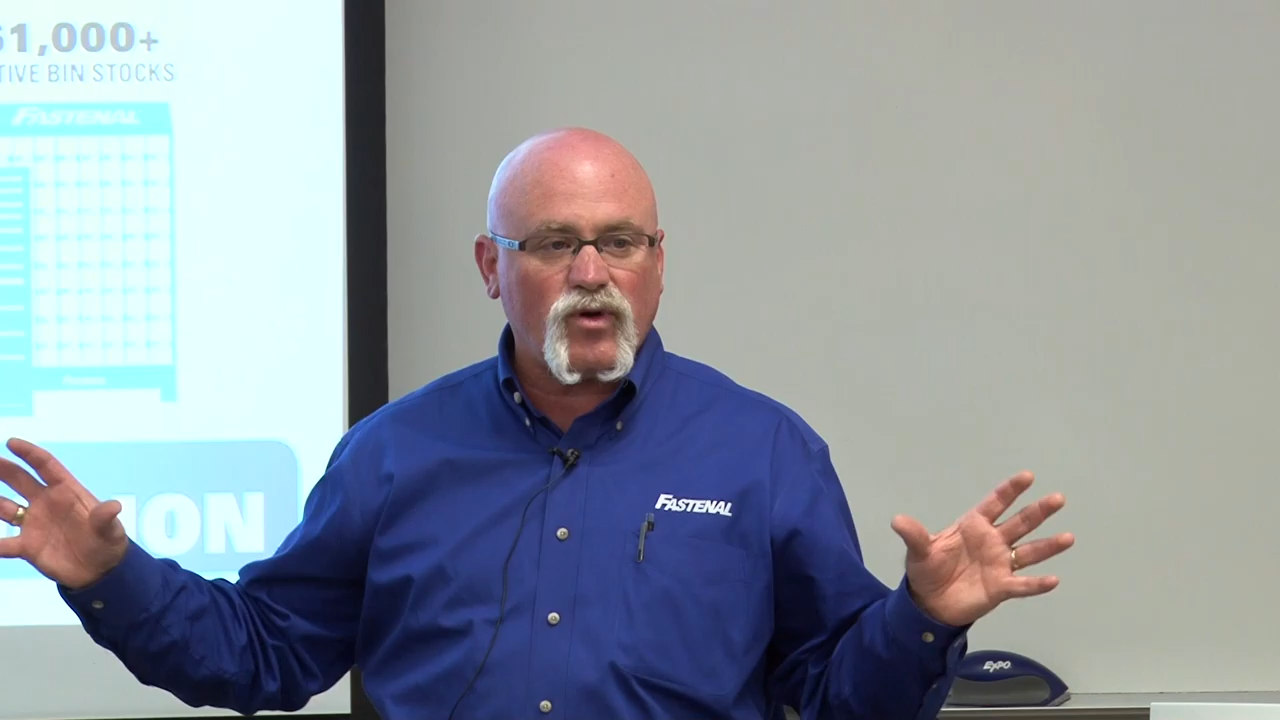 1,000+
TIVE BIN STOCKS
FASTENAL
ION
FASTENAL
EXPO